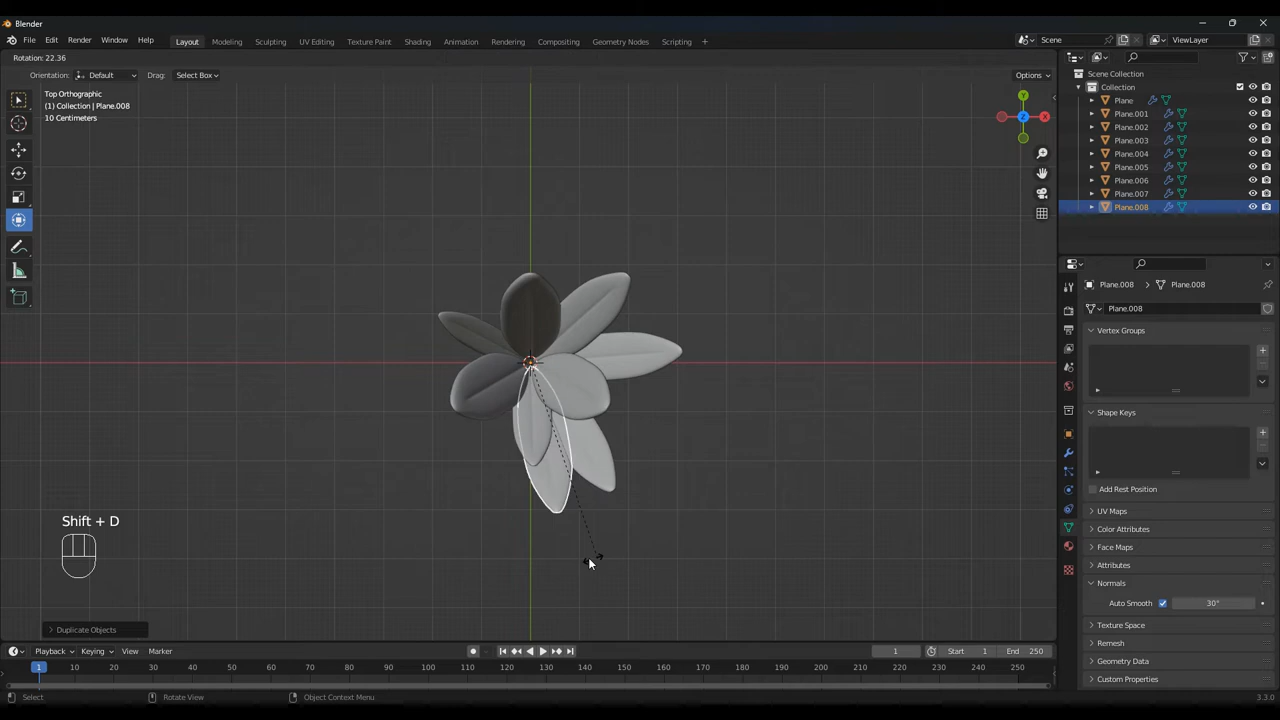 Blender
File Edit Render Window Help
Layout Modeling Sculpting UV Editing Texture Paint Shading Animation Rendering Compositing Geometry Nodes Scripting +
Scene
ViewLayer
Rotation: 22.36
Orientation: Default Drag: Select Box
Options
Top Orthographic
(1) Collection | Plane.008
10 Centimeters
Y
X
Z
Scene Collection
Collection
Plane
Plane.001
Plane.002
Plane.003
Plane.004
Plane.005
Plane.006
Plane.007
Plane.008
Plane.008 > Plane.008
Plane.008
Vertex Groups
Shape Keys
Add Rest Position
UV Maps
Color Attributes
Face Maps
Attributes
Normals
Auto Smooth 30°
Texture Space
Remesh
Geometry Data
Custom Properties
Shift + D
Duplicate Objects
Playback Keying View Marker
1 Start 1 End 250
1 10 20 30 40 50 60 70 80 90 100 110 120 130 140 150 160 170 180 190 200 210 220 230 240 250
Select Rotate View Object Context Menu
3.3.0